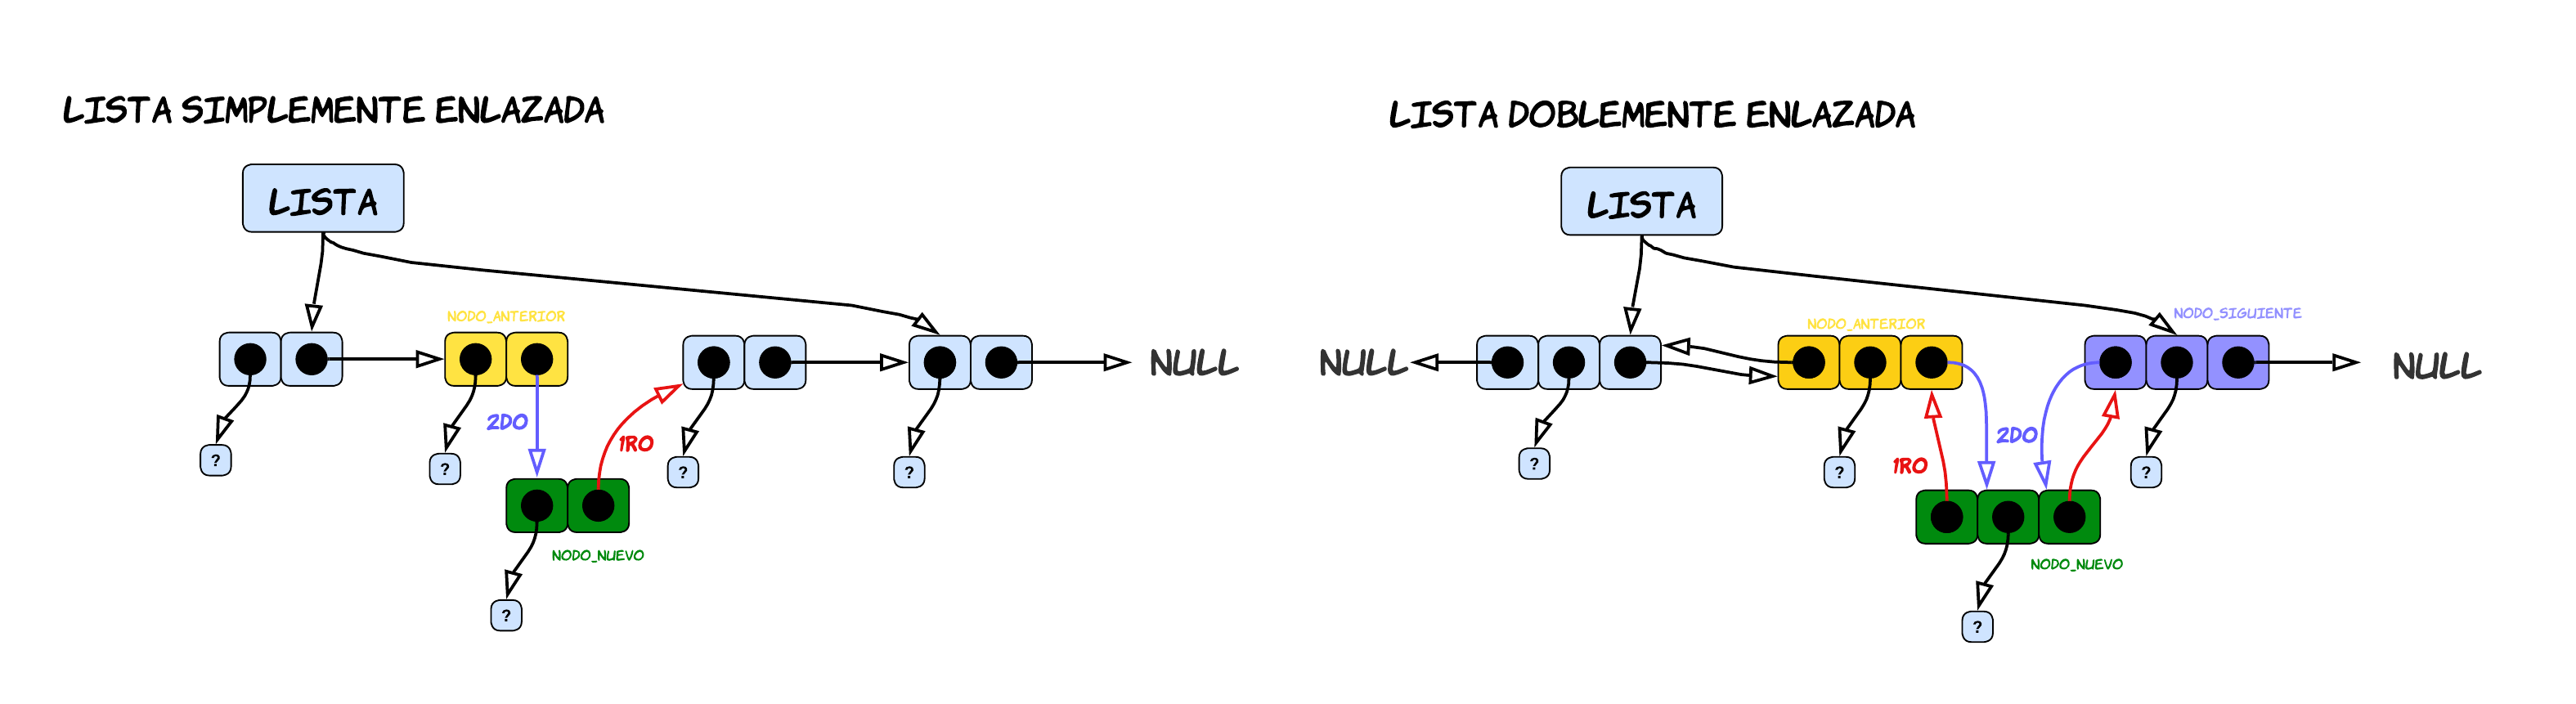 LISTA SIMPLEMENTE ENLAZADA
LISTA
NODO_ANTERIOR
NULL
2DO
1RO
?
?
?
?
NODO_NUEVO
?
LISTA DOBLEMENTE ENLAZADA
LISTA
NODO_SIGUIENTE
NODO_ANTERIOR
NULL
NULL
2DO
1RO
?
?
?
NODO_NUEVO
?